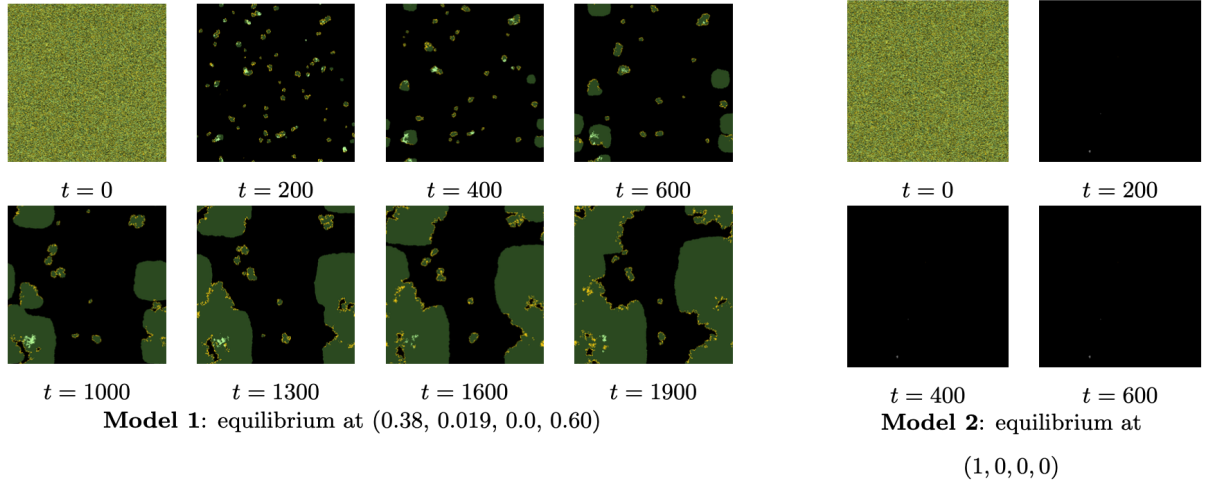 t = 0
t = 200
t = 400
t = 600
t = 1000
t = 1300
t = 1600
t = 1900
Model 1: equilibrium at (0.38, 0.019, 0.0, 0.60)
t = 0
t = 200
t = 400
t = 600
Model 2: equilibrium at
(1, 0, 0, 0)